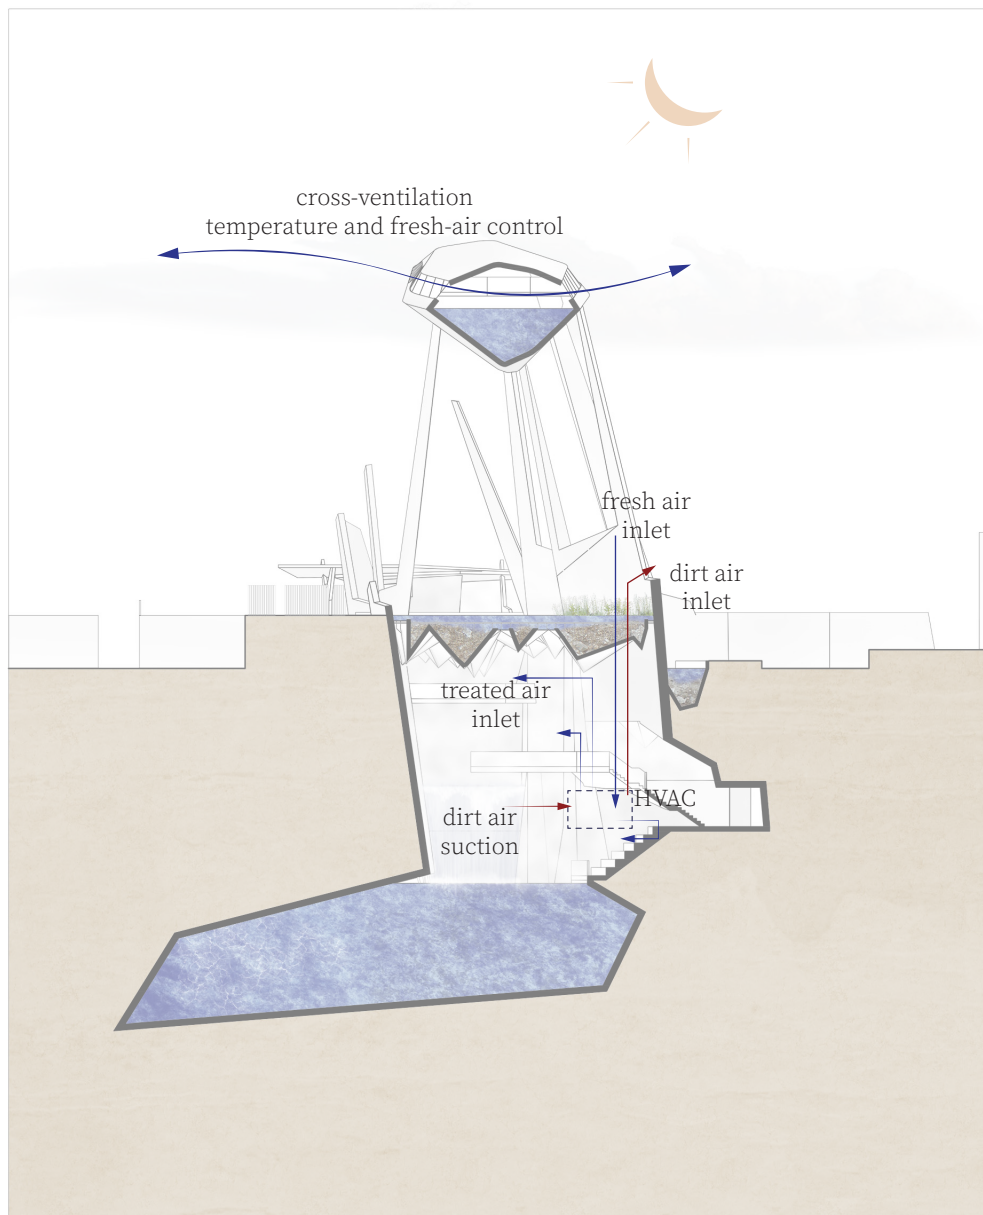 cross-ventilation
temperature and fresh-air control
fresh air
inlet
dirt air
inlet
treated air
inlet
HVAC
dirt air
suction